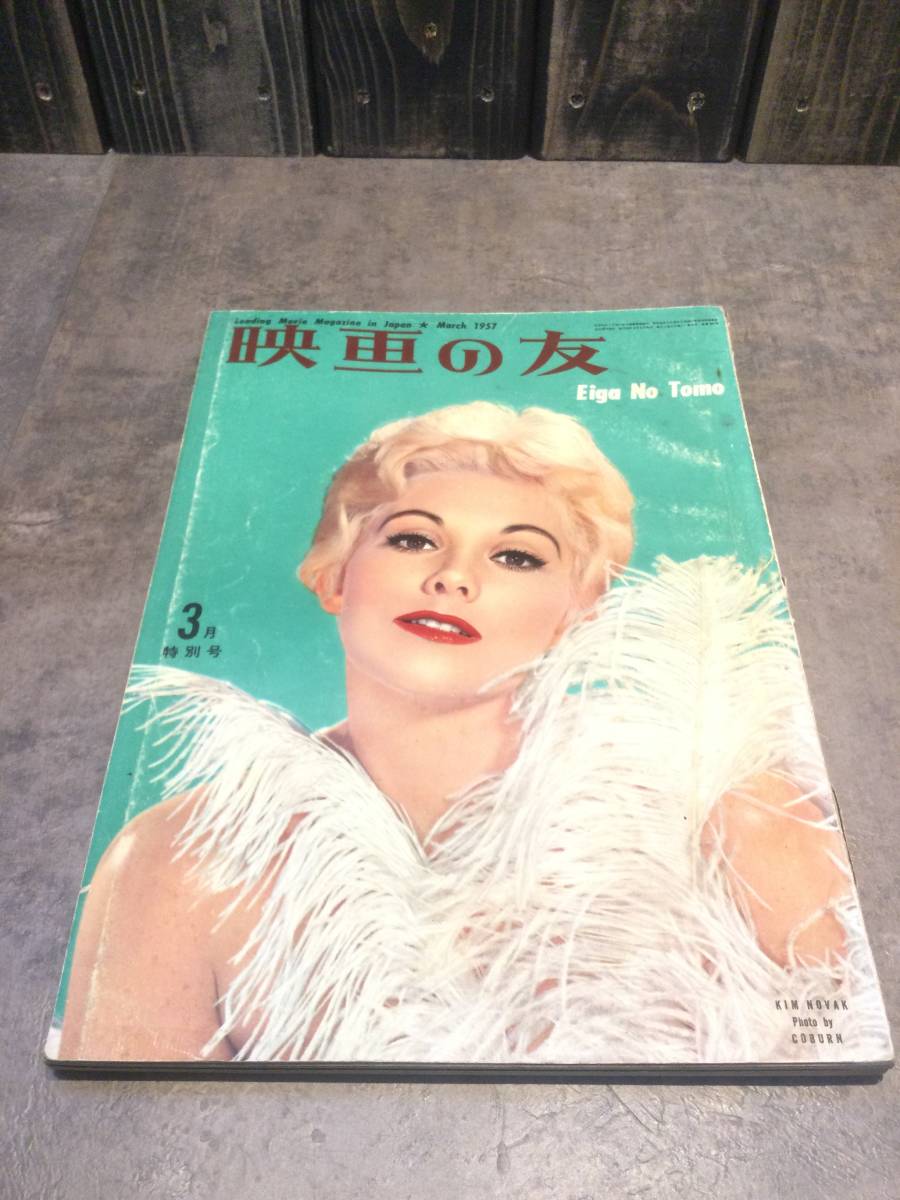 Leading Movie Magazine in Japan ★ March 1957
映画の友
Eiga No Tomo
3月
特別号
KIM NOVAK
Photo by
COBURN